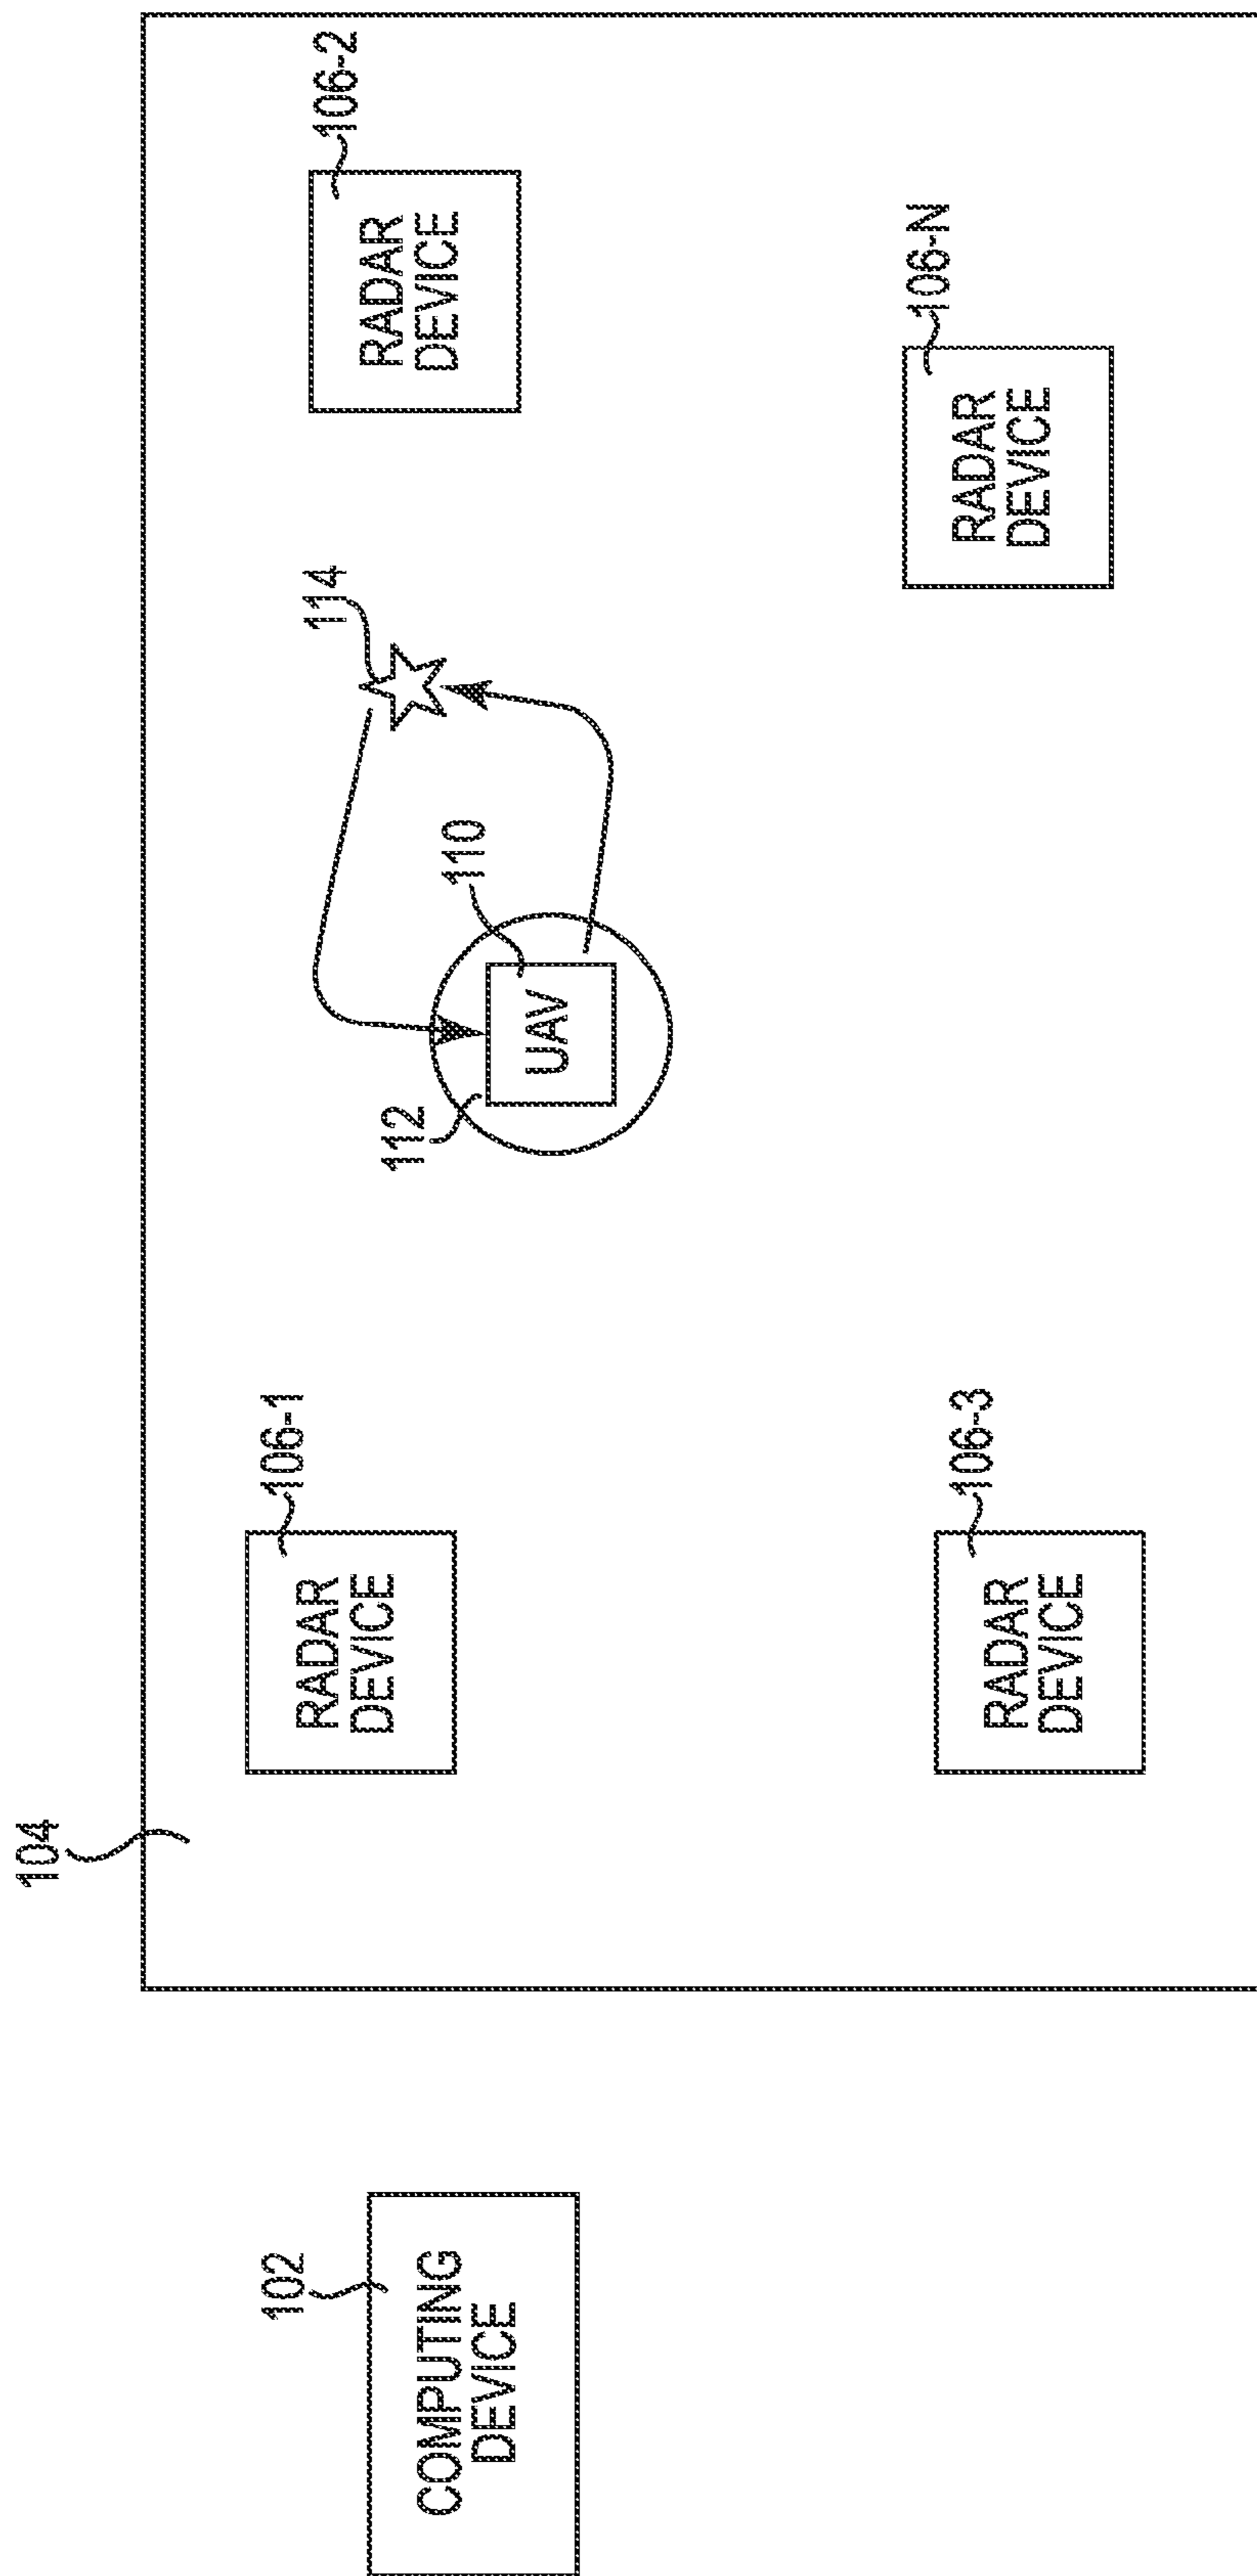 104
102
COMPUTING
DEVICE
106-1
RADAR
DEVICE
114
106-2
RADAR
DEVICE
112
110
UAV
106-3
RADAR
DEVICE
106-N
RADAR
DEVICE